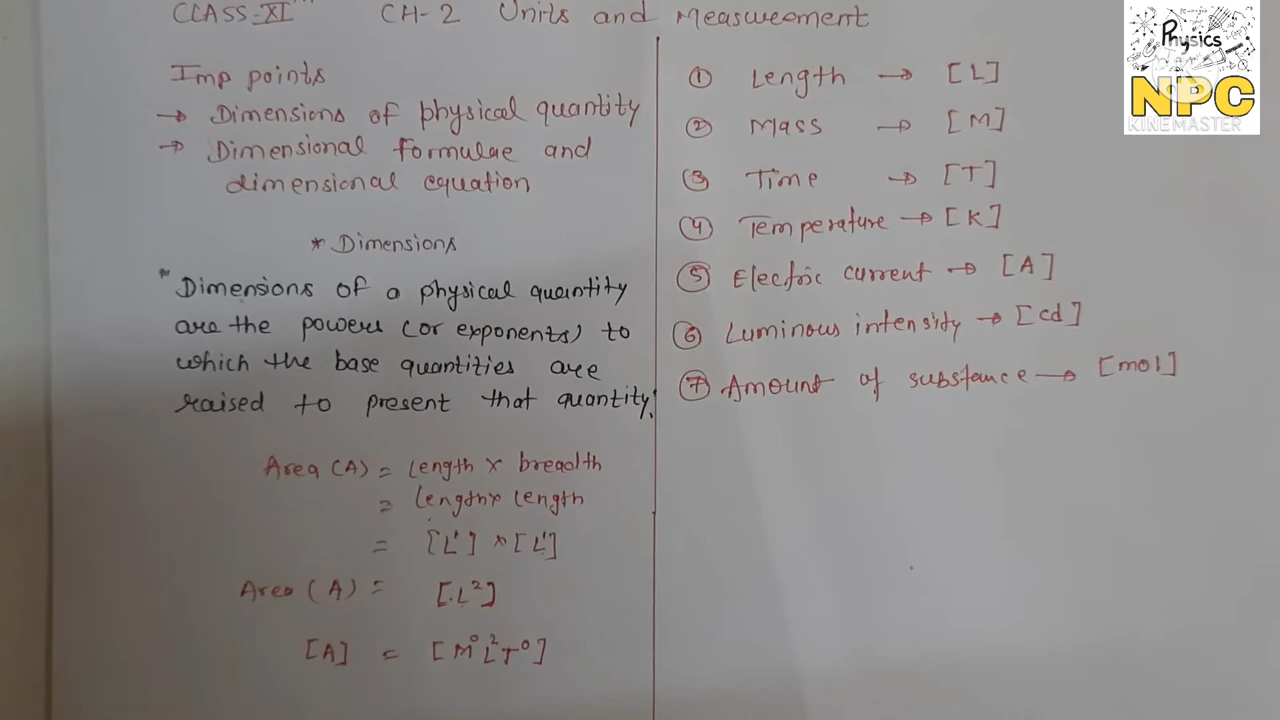 CLASS-XI CH-2 Units and Measurement
Imp points
→ Dimensions of physical quantity
→ Dimensional formulae and
dimensional equation
* Dimensions
"Dimensions of a physical quantity
are the powers (or exponents) to
which the base quantities are
raised to present that quantity.
Area (A) = length × breadth
= length × length
= [L¹] × [L¹]
Area (A) = [L²]
[A] = [M⁰L²T⁰]
① Length → [L]
② Mass → [M]
③ Time → [T]
④ Temperature → [K]
⑤ Electric current → [A]
⑥ Luminous intensity → [cd]
⑦ Amount of substance → [mol]
Physics
NPC
KINEMASTER